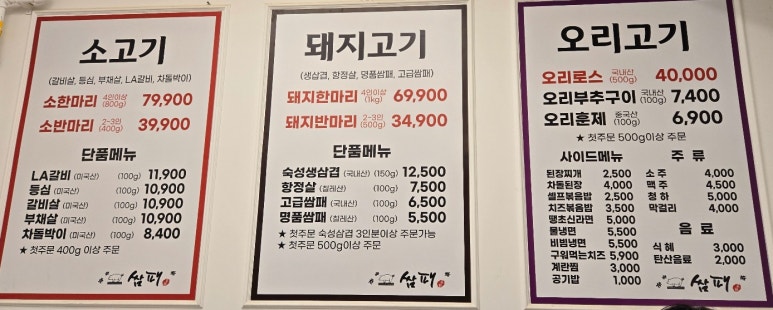 소고기
(갈비살, 등심, 부채살, LA갈비, 차돌박이)
소한마리 4인이상 (800g) 79,900
소반마리 2-3인 (400g) 39,900
단품메뉴
LA갈비 (미국산) (100g) 11,900
등심 (미국산) (100g) 10,900
갈비살 (미국산) (100g) 10,900
부채살 (미국산) (100g) 10,900
차돌박이 (미국산) (100g) 8,400
★ 첫주문 400g 이상 주문
쌈패
돼지고기
(생삼겹, 항정살, 명품쌈패, 고급쌈패)
돼지한마리 4인이상 (1kg) 69,900
돼지반마리 2-3인 (500g) 34,900
단품메뉴
숙성생삼겹 (국내산) (150g) 12,500
항정살 (칠레산) (100g) 7,500
고급쌈패 (국내산) (100g) 6,500
명품쌈패 (칠레산) (100g) 5,500
★ 첫주문 숙성삼겹 3인분이상 주문가능
★ 첫주문 500g이상 주문
쌈패
오리고기
오리로스 국내산 (500g) 40,000
오리부추구이 국내산 (100g) 7,400
오리훈제 중국산 (100g) 6,900
★ 첫주문 500g이상 주문
사이드메뉴
된장찌개 2,500
차돌된장 4,000
셀프볶음밥 2,500
치즈볶음밥 3,500
땡초신라면 5,000
물냉면 5,500
비빔냉면 5,500
구워먹는치즈 5,900
계란찜 3,000
공기밥 1,000
주 류
소 주 4,000
맥 주 4,500
청 하 5,000
막걸리 4,000
음 료
식 혜 3,000
탄산음료 2,000
쌈패